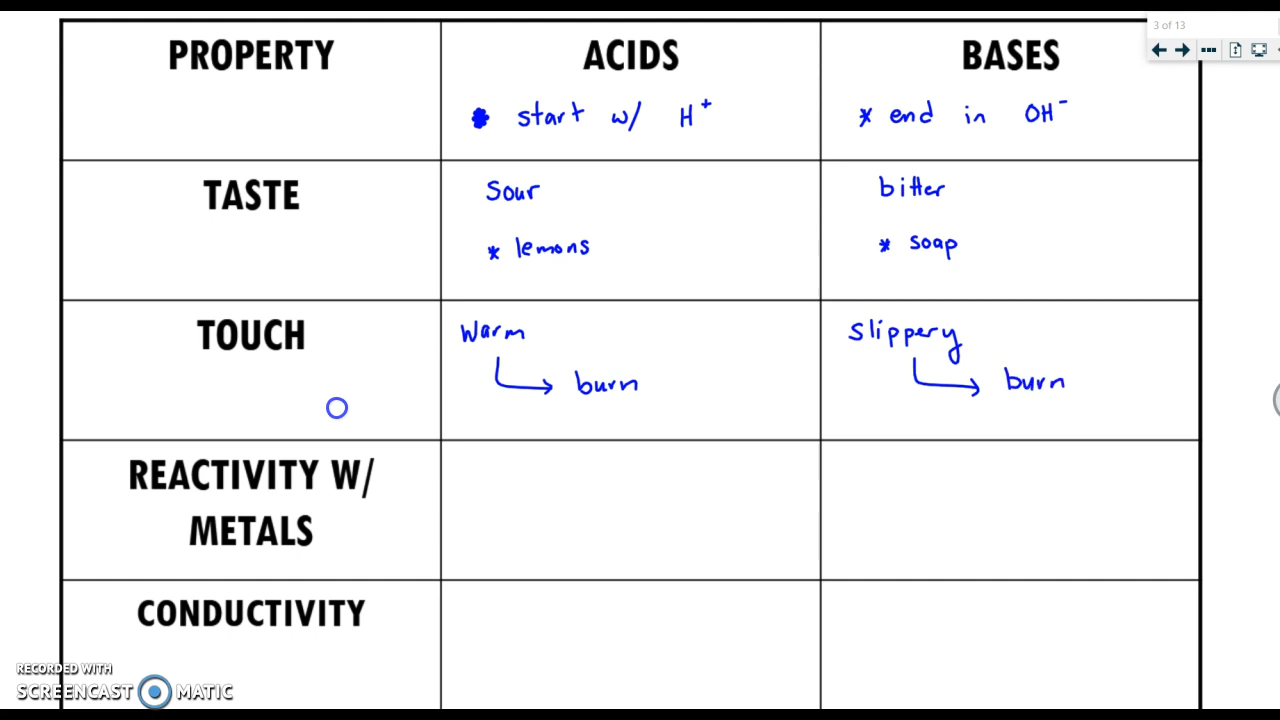 3 of 13
PROPERTY
ACIDS
BASES
* start w/ H⁺
* end in OH⁻
TASTE
Sour
bitter
* lemons
* soap
TOUCH
Warm
Slippery
burn
burn
REACTIVITY W/
METALS
CONDUCTIVITY
RECORDED WITH
SCREENCAST MATIC